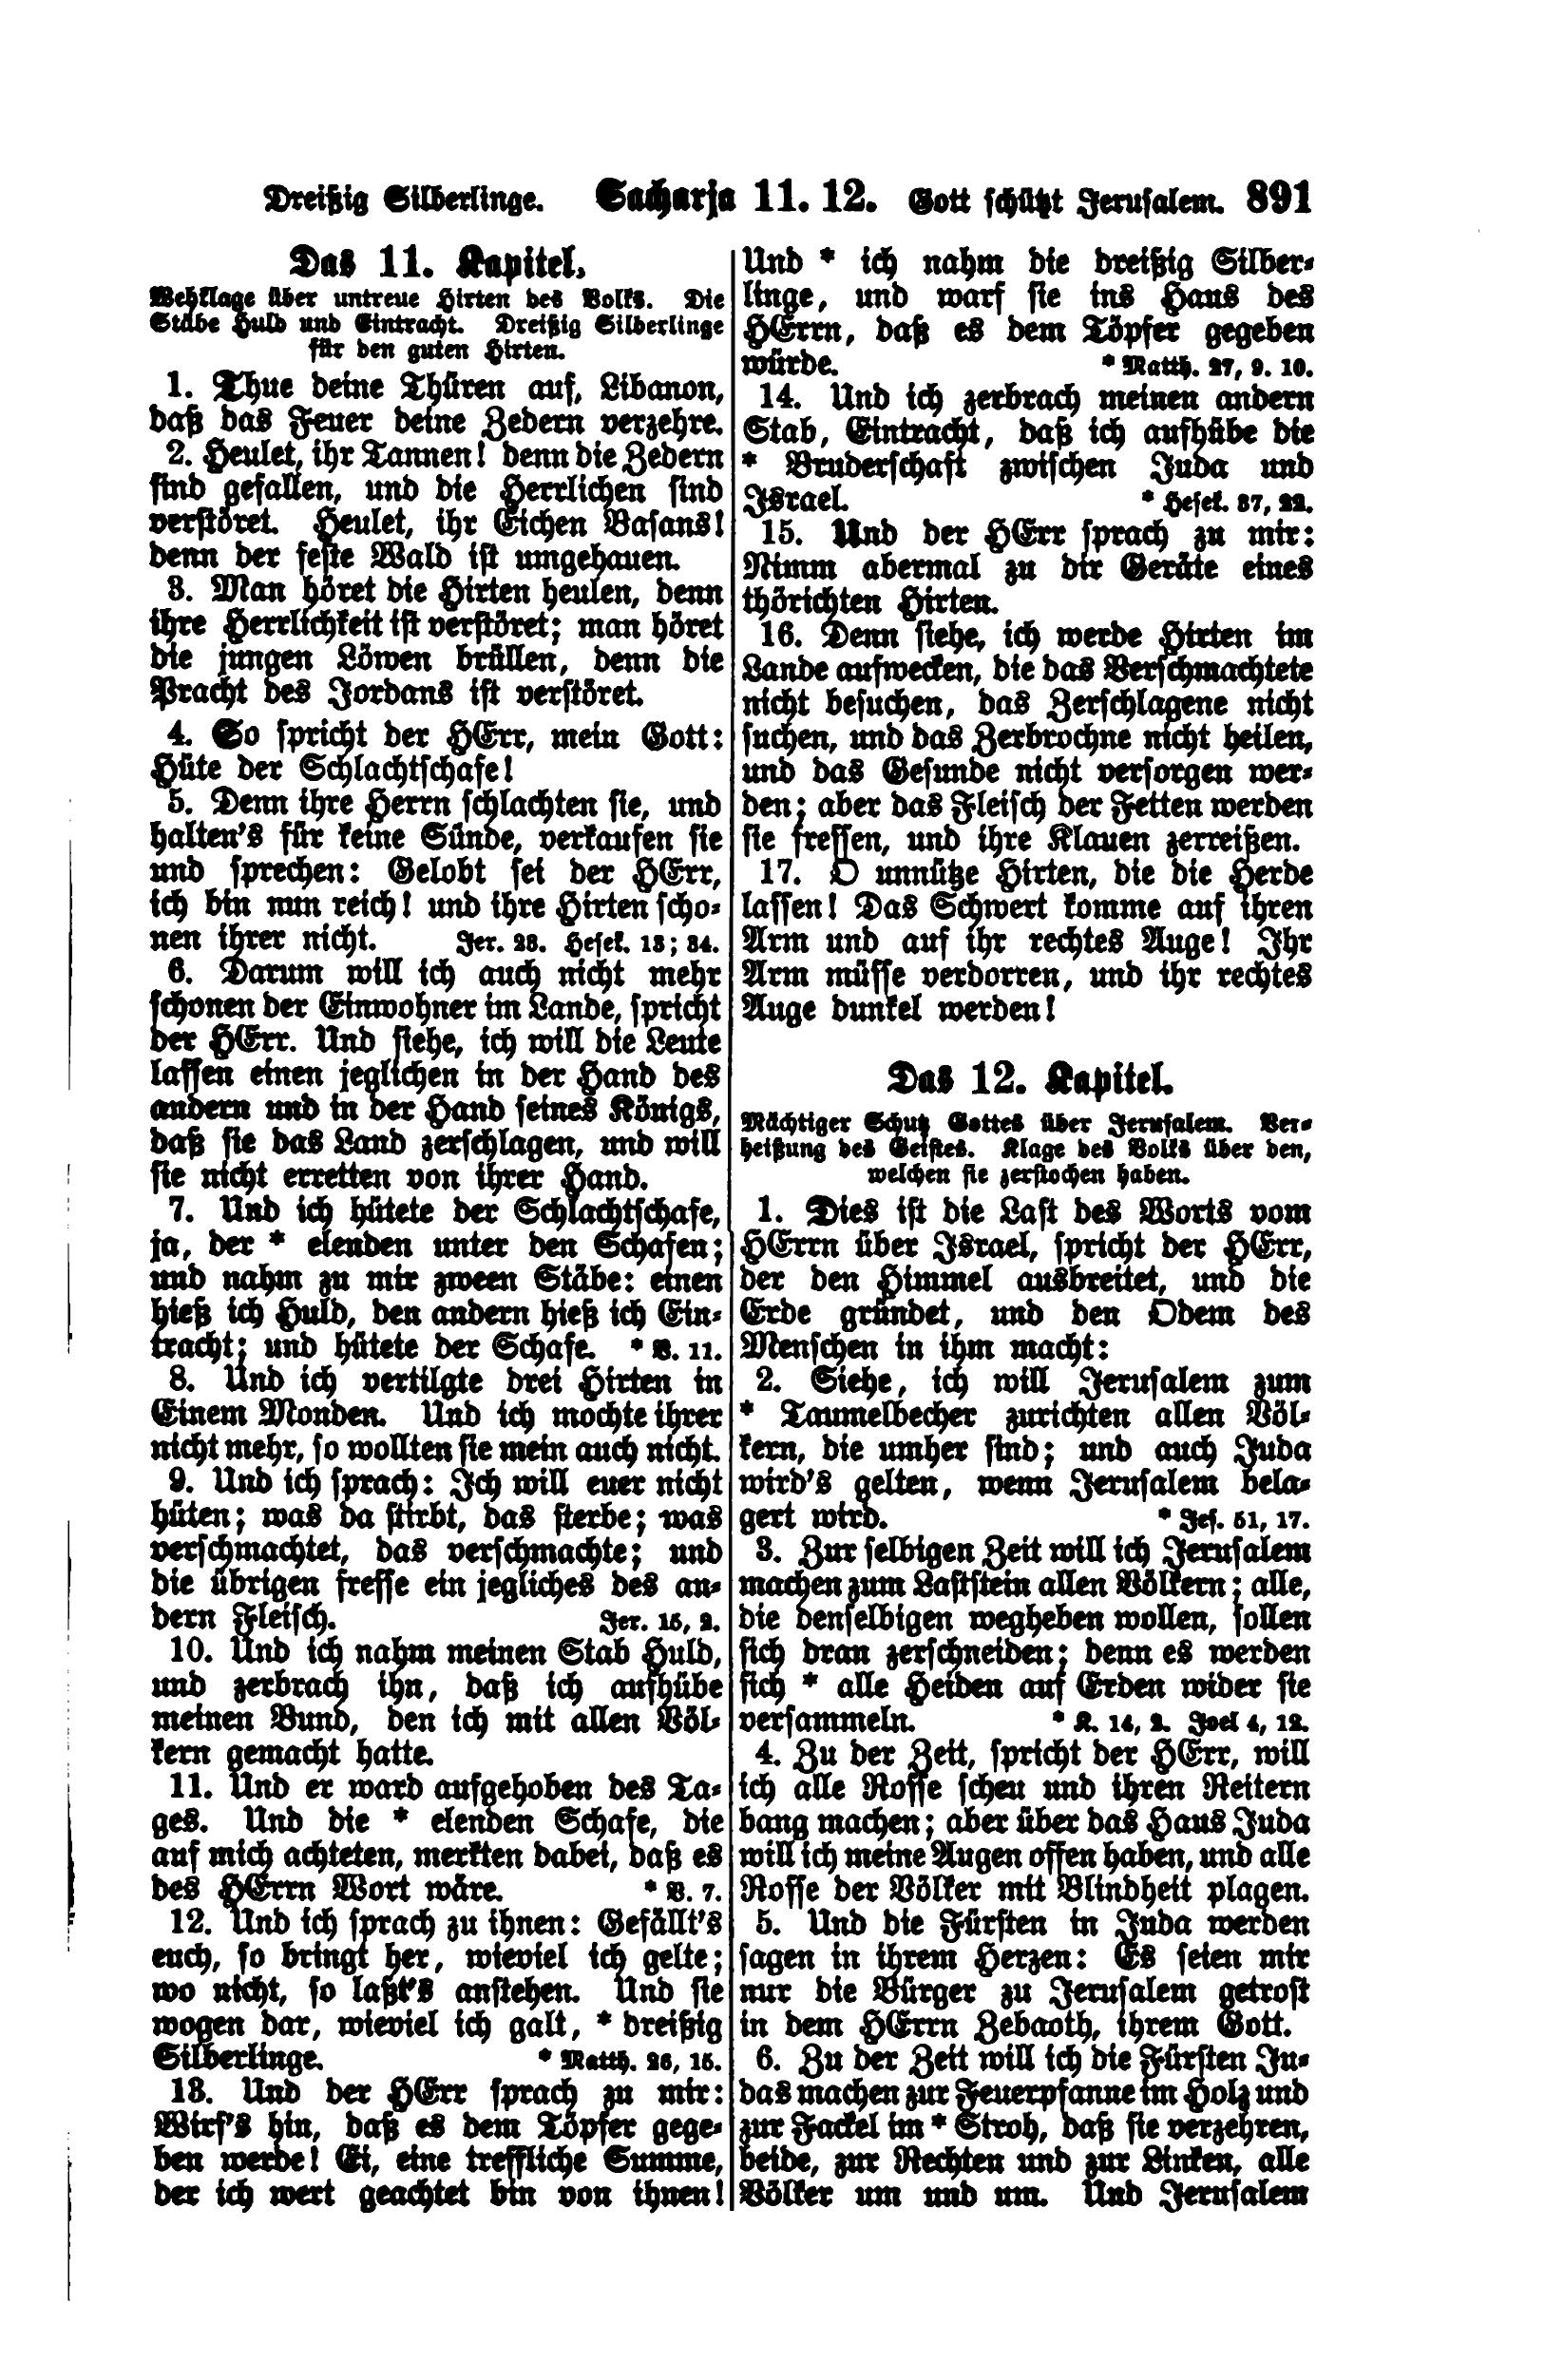 Dreißig Silberlinge. Sacharja 11. 12. Gott schützt Jerusalem. 891
Das 11. Kapitel.
Wehklage über untreue Hirten des Volks. Die
Stäbe Huld und Eintracht. Dreißig Silberlinge
für den guten Hirten.
1. Thue deine Thüren auf, Libanon,
daß das Feuer deine Zedern verzehre.
2. Heulet, ihr Tannen! denn die Zedern
sind gefallen, und die Herrlichen sind
verstöret. Heulet, ihr Eichen Basans!
denn der feste Wald ist umgehauen.
3. Man höret die Hirten heulen, denn
ihre Herrlichkeit ist verstöret; man höret
die jungen Löwen brüllen, denn die
Pracht des Jordans ist verstöret.
4. So spricht der HErr, mein Gott:
Hüte der Schlachtschafe!
5. Denn ihre Herrn schlachten sie, und
halten's für keine Sünde, verkaufen sie
und sprechen: Gelobt sei der HErr,
ich bin nun reich! und ihre Hirten scho-
nen ihrer nicht. Jer. 23. Hesek. 13; 34.
6. Darum will ich auch nicht mehr
schonen der Einwohner im Lande, spricht
der HErr. Und siehe, ich will die Leute
lassen einen jeglichen in der Hand des
andern und in der Hand seines Königs,
daß sie das Land zerschlagen, und will
sie nicht erretten von ihrer Hand.
7. Und ich hütete der Schlachtschafe,
ja, der * elenden unter den Schafen;
und nahm zu mir zween Stäbe: einen
hieß ich Huld, den andern hieß ich Ein-
tracht; und hütete der Schafe. * V. 11.
8. Und ich vertilgte drei Hirten in
Einem Monden. Und ich mochte ihrer
nicht mehr, so wollten sie mein auch nicht.
9. Und ich sprach: Ich will euer nicht
hüten; was da stirbt, das sterbe; was
verschmachtet, das verschmachte; und
die übrigen fresse ein jegliches des an-
dern Fleisch. Jer. 15, 2.
10. Und ich nahm meinen Stab Huld,
und zerbrach ihn, daß ich aufhübe
meinen Bund, den ich mit allen Völ-
kern gemacht hatte.
11. Und er ward aufgehoben des Ta-
ges. Und die * elenden Schafe, die
auf mich achteten, merkten dabei, daß es
des HErrn Wort wäre. * V. 7.
12. Und ich sprach zu ihnen: Gefällt's
euch, so bringt her, wieviel ich gelte;
wo nicht, so laßt's anstehen. Und sie
wogen dar, wieviel ich galt, * dreißig
Silberlinge. * Matth. 26, 15.
13. Und der HErr sprach zu mir:
Wirf's hin, daß es dem Töpfer gege-
ben werde! Ei, eine treffliche Summe,
der ich wert geachtet bin von ihnen!
Und * ich nahm die dreißig Silber-
linge, und warf sie ins Haus des
HErrn, daß es dem Töpfer gegeben
würde. * Matth. 27, 9. 10.
14. Und ich zerbrach meinen andern
Stab, Eintracht, daß ich aufhübe die
* Bruderschaft zwischen Juda und
Israel. * Hesek. 37, 22.
15. Und der HErr sprach zu mir:
Nimm abermal zu dir Geräte eines
thörichten Hirten.
16. Denn siehe, ich werde Hirten im
Lande aufwecken, die das Verschmachtete
nicht besuchen, das Zerschlagene nicht
suchen, und das Zerbrochne nicht heilen,
und das Gesunde nicht versorgen wer-
den; aber das Fleisch der Fetten werden
sie fressen, und ihre Klauen zerreißen.
17. O unnütze Hirten, die die Herde
lassen! Das Schwert komme auf ihren
Arm und auf ihr rechtes Auge! Ihr
Arm müsse verdorren, und ihr rechtes
Auge dunkel werden!
Das 12. Kapitel.
Mächtiger Schutz Gottes über Jerusalem. Ver-
heißung des Geistes. Klage des Volks über den,
welchen sie zerstochen haben.
1. Dies ist die Last des Worts vom
HErrn über Israel, spricht der HErr,
der den Himmel ausbreitet, und die
Erde gründet, und den Odem des
Menschen in ihm macht:
2. Siehe, ich will Jerusalem zum
* Taumelbecher zurichten allen Völ-
kern, die umher sind; und auch Juda
wird's gelten, wenn Jerusalem bela-
gert wird. * Jes. 51, 17.
3. Zur selbigen Zeit will ich Jerusalem
machen zum Laststein allen Völkern; alle,
die denselbigen wegheben wollen, sollen
sich dran zerschneiden; denn es werden
sich * alle Heiden auf Erden wider sie
versammeln. * K. 14, 2. Joel 4, 12.
4. Zu der Zeit, spricht der HErr, will
ich alle Rosse scheu und ihren Reitern
bang machen; aber über das Haus Juda
will ich meine Augen offen haben, und alle
Rosse der Völker mit Blindheit plagen.
5. Und die Fürsten in Juda werden
sagen in ihrem Herzen: Es seien mir
nur die Bürger zu Jerusalem getrost
in dem HErrn Zebaoth, ihrem Gott.
6. Zu der Zeit will ich die Fürsten Ju-
das machen zur Feuerpfanne im Holz und
zur Fackel im * Stroh, daß sie verzehren,
beide, zur Rechten und zur Linken, alle
Völker um und um. Und Jerusalem